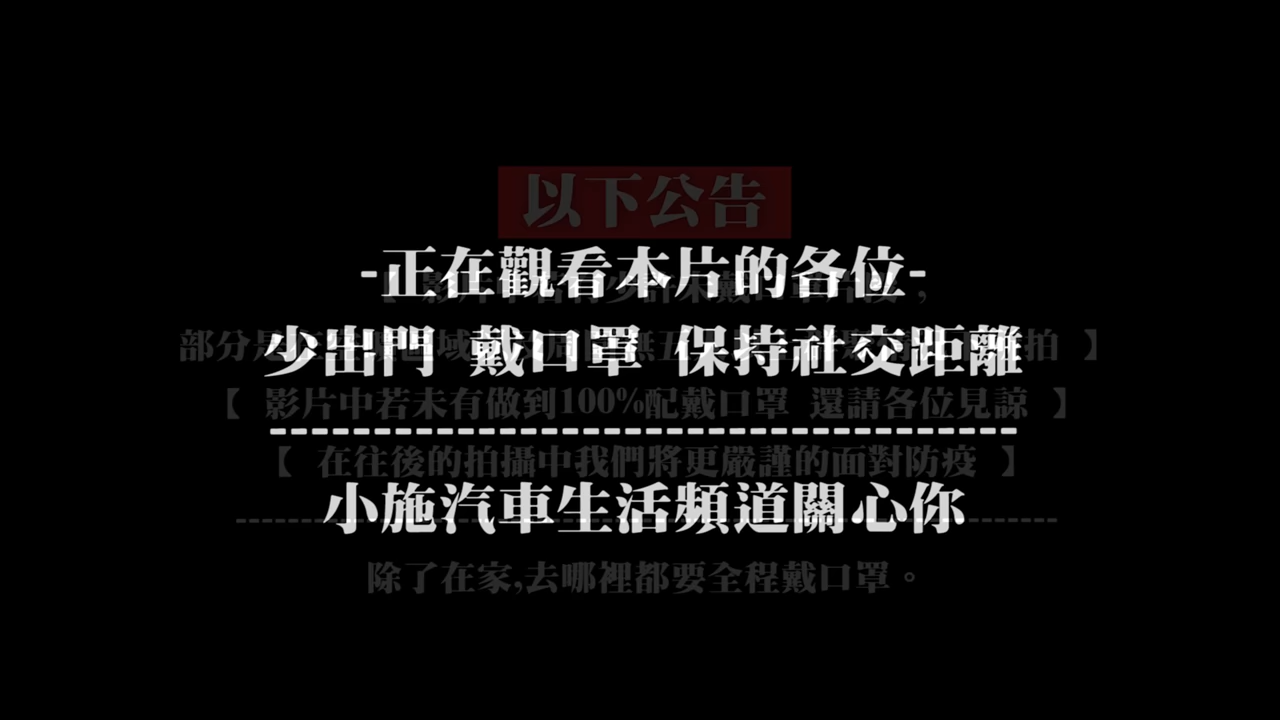 以下公告
-正在觀看本片的各位-
少出門 戴口罩 保持社交距離
【 影片中若未有做到100%配戴口罩 還請各位見諒 】
【 在往後的拍攝中我們將更嚴謹的面對防疫 】
小施汽車生活頻道關心你
除了在家,去哪裡都要全程戴口罩。